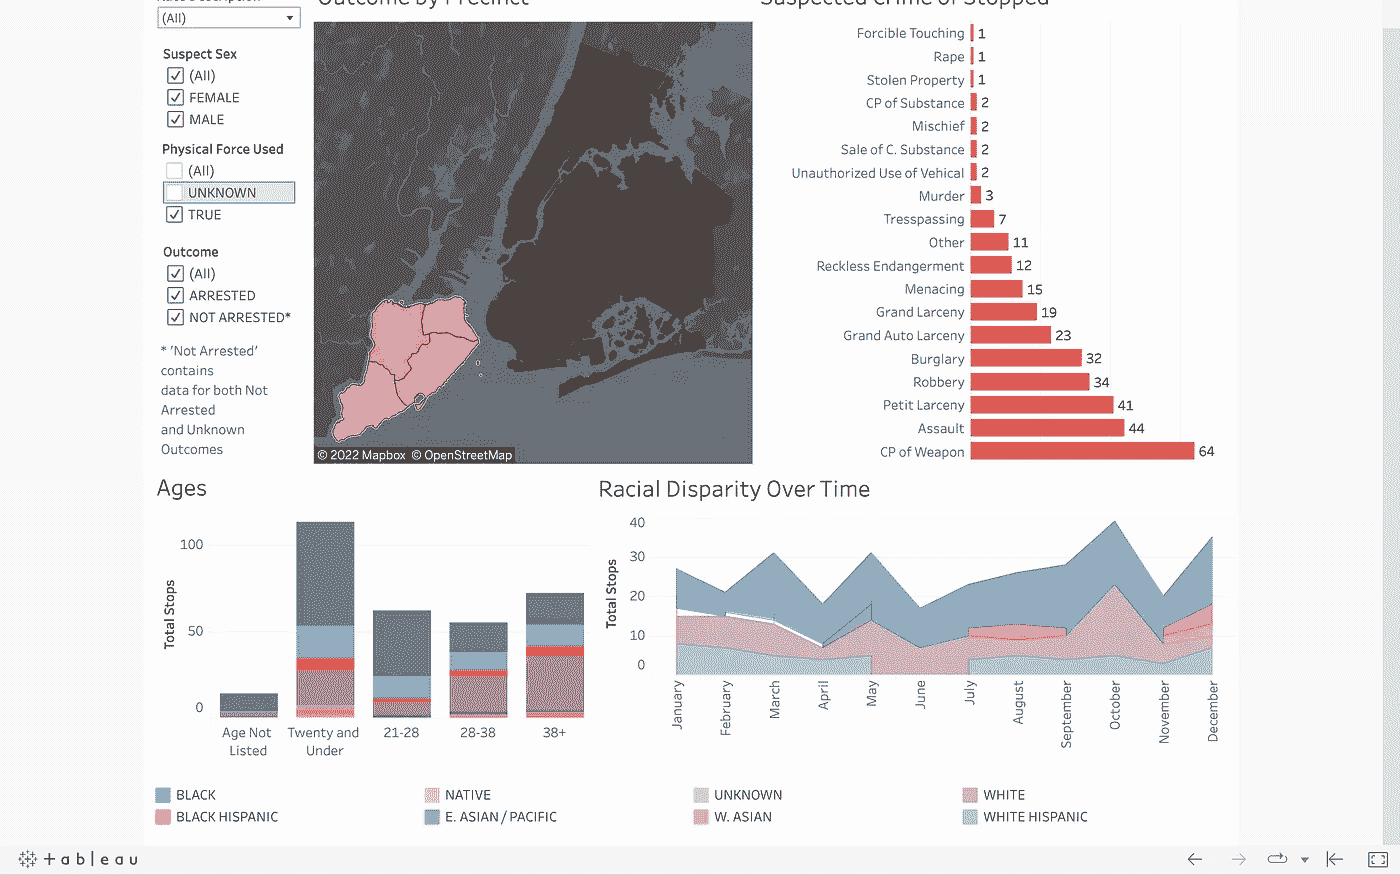 Outcome by Precinct
Suspected Crime of Stopped
(All)
Suspect Sex
(All)
FEMALE
MALE
Physical Force Used
(All)
UNKNOWN
TRUE
Outcome
(All)
ARRESTED
NOT ARRESTED*
* 'Not Arrested'
contains
data for both Not
Arrested
and Unknown
Outcomes
© 2022 Mapbox © OpenStreetMap
Forcible Touching 1
Rape 1
Stolen Property 1
CP of Substance 2
Mischief 2
Sale of C. Substance 2
Unauthorized Use of Vehical 2
Murder 3
Tresspassing 7
Other 11
Reckless Endangerment 12
Menacing 15
Grand Larceny 19
Grand Auto Larceny 23
Burglary 32
Robbery 34
Petit Larceny 41
Assault 44
CP of Weapon 64
Ages
Total Stops
100
50
0
Age Not
Listed
Twenty and
Under
21-28
28-38
38+
Racial Disparity Over Time
Total Stops
40
30
20
10
0
January
February
March
April
May
June
July
August
September
October
November
December
BLACK
NATIVE
UNKNOWN
WHITE
BLACK HISPANIC
E. ASIAN / PACIFIC
W. ASIAN
WHITE HISPANIC
+ a b | e a u